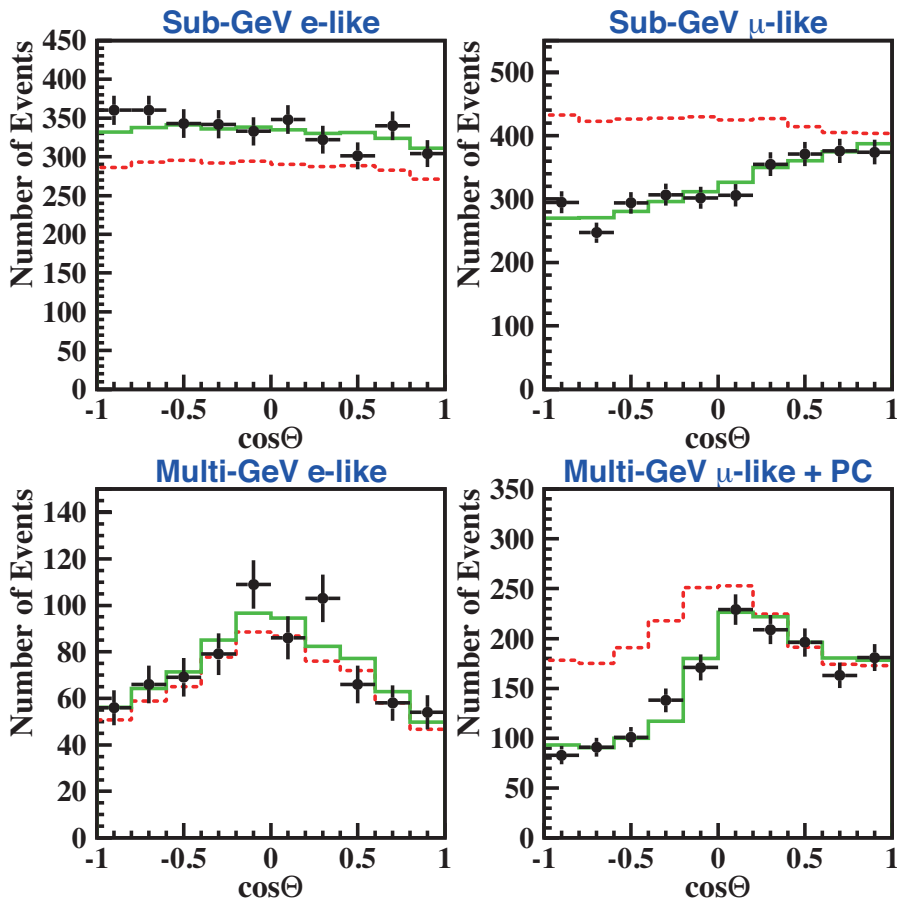 Sub-GeV e-like
Number of Events
450
400
350
300
250
200
150
100
50
0
-1 -0.5 0 0.5 1
cosΘ
Sub-GeV μ-like
Number of Events
500
400
300
200
100
0
-1 -0.5 0 0.5 1
cosΘ
Multi-GeV e-like
Number of Events
140
120
100
80
60
40
20
0
-1 -0.5 0 0.5 1
cosΘ
Multi-GeV μ-like + PC
Number of Events
350
300
250
200
150
100
50
0
-1 -0.5 0 0.5 1
cosΘ